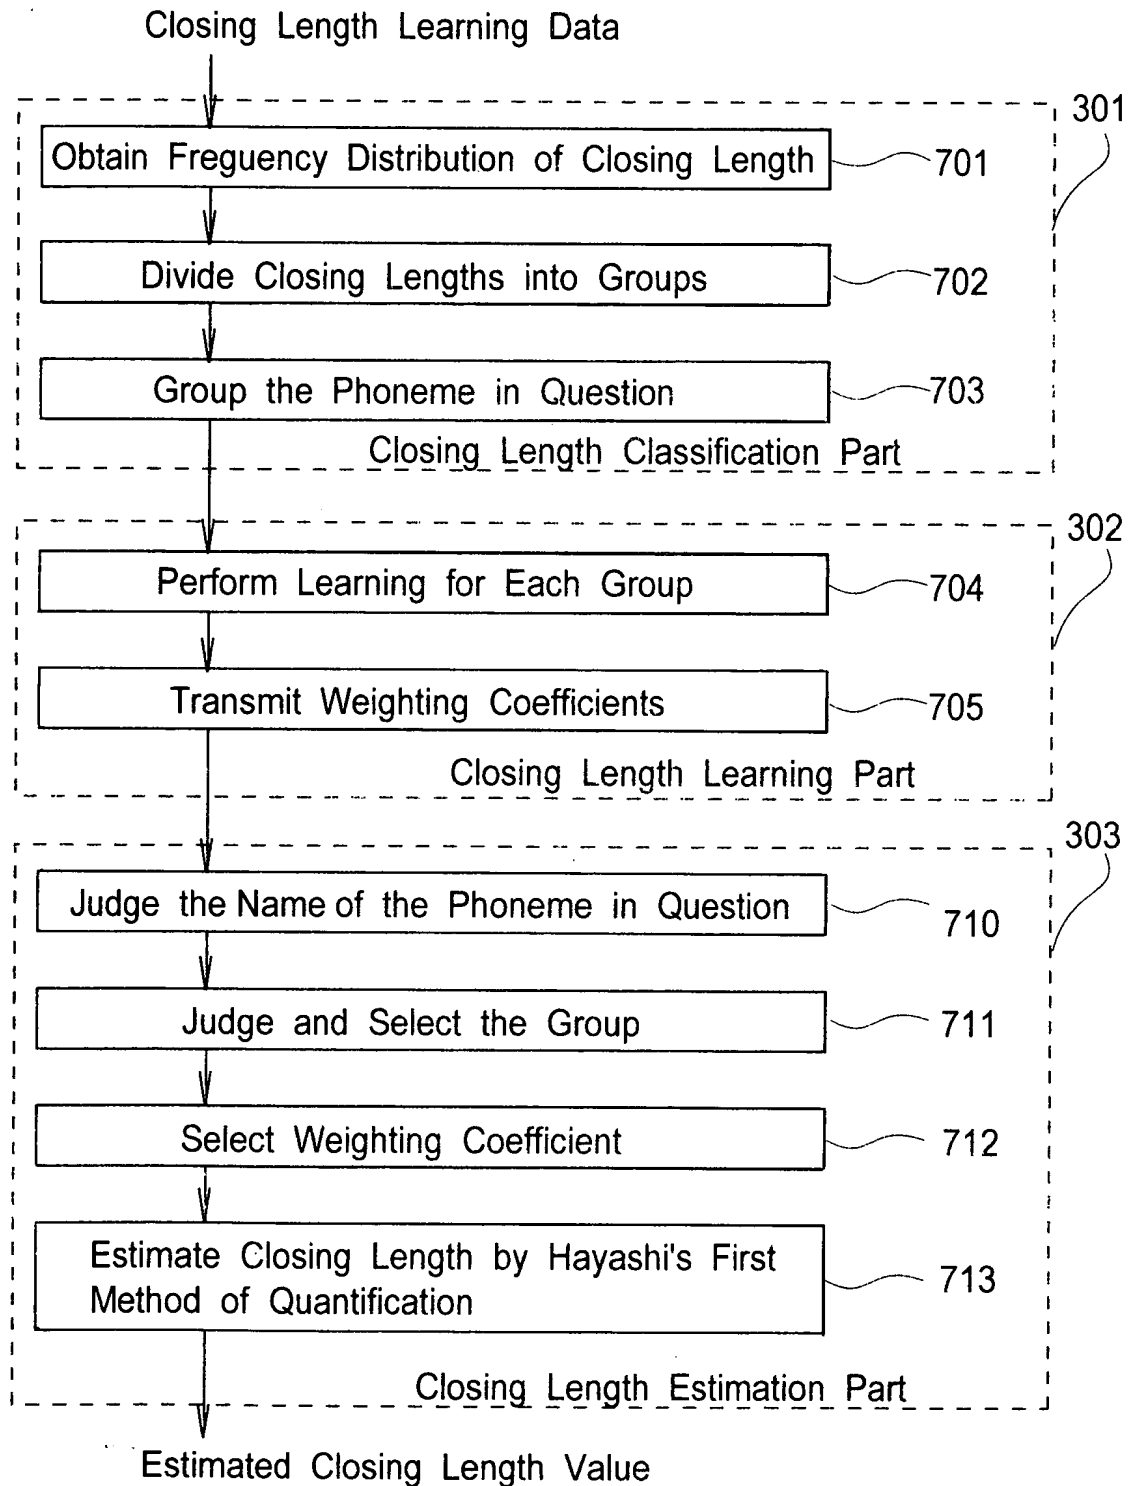 Closing Length Learning Data
301
Obtain Freguency Distribution of Closing Length
701
Divide Closing Lengths into Groups
702
Group the Phoneme in Question
703
Closing Length Classification Part
302
Perform Learning for Each Group
704
Transmit Weighting Coefficients
705
Closing Length Learning Part
303
Judge the Name of the Phoneme in Question
710
Judge and Select the Group
711
Select Weighting Coefficient
712
Estimate Closing Length by Hayashi's First
Method of Quantification
713
Closing Length Estimation Part
Estimated Closing Length Value